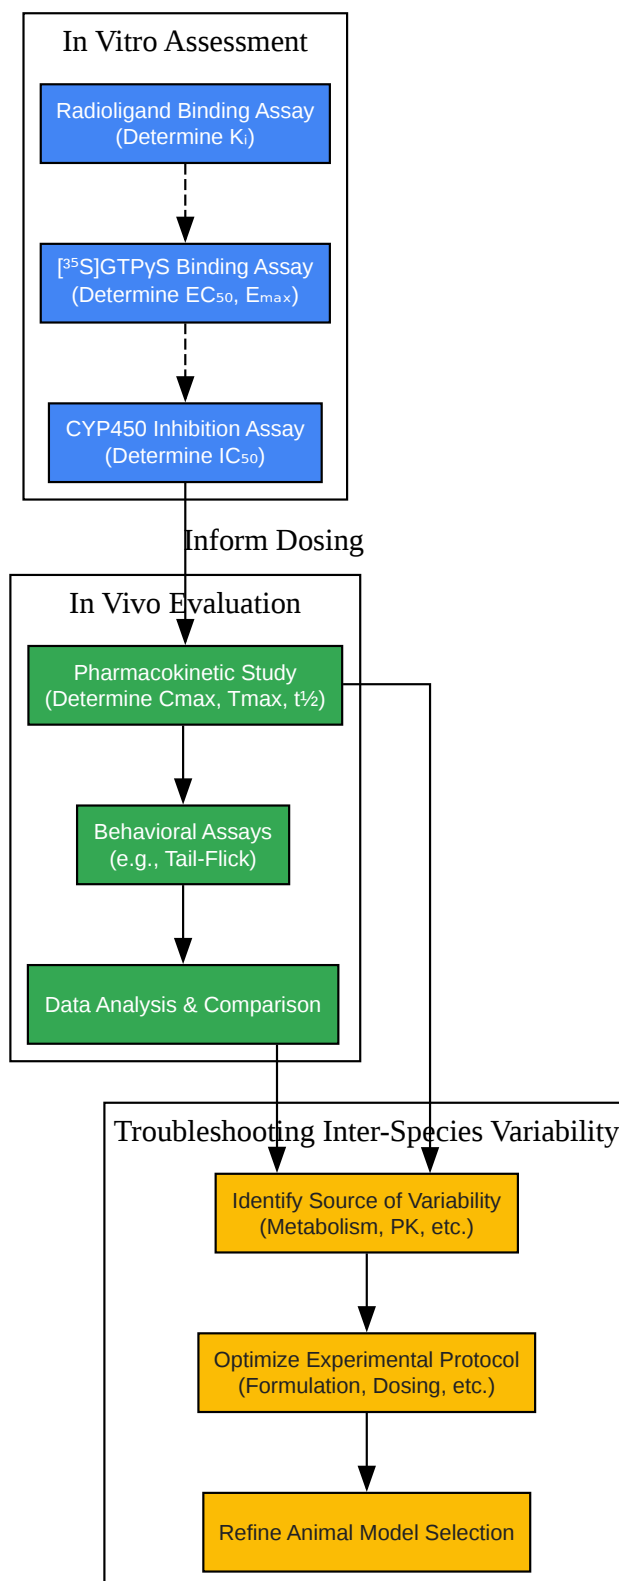 In Vitro Assessment
Radioligand Binding Assay
(Determine Kᵢ)
[³⁵S]GTPγS Binding Assay
(Determine EC₅₀, Eₘₐₓ)
CYP450 Inhibition Assay
(Determine IC₅₀)
Inform Dosing
In Vivo Evaluation
Pharmacokinetic Study
(Determine Cmax, Tmax, t½)
Behavioral Assays
(e.g., Tail-Flick)
Data Analysis & Comparison
Troubleshooting Inter-Species Variability
Identify Source of Variability
(Metabolism, PK, etc.)
Optimize Experimental Protocol
(Formulation, Dosing, etc.)
Refine Animal Model Selection